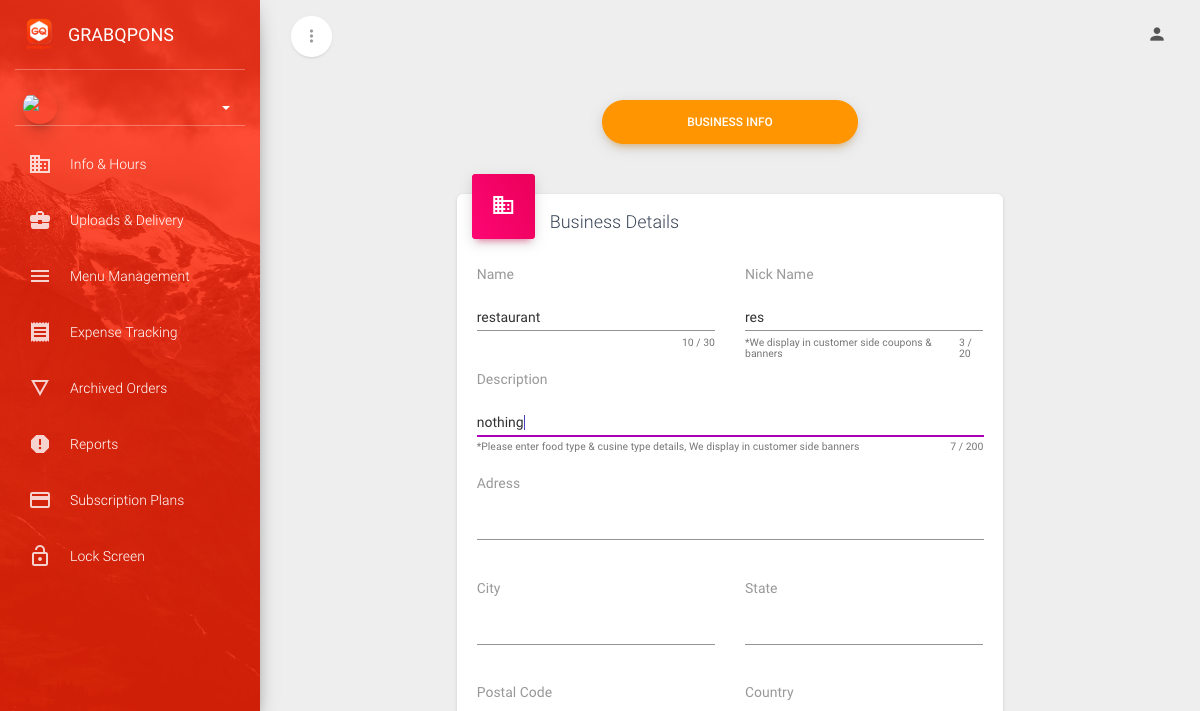 GQ
GRABQPONS
Info & Hours
Uploads & Delivery
Menu Management
Expense Tracking
Archived Orders
Reports
Subscription Plans
Lock Screen
BUSINESS INFO
Business Details
Name
Nick Name
restaurant
res
10 / 30
*We display in customer side coupons &
banners
3 /
20
Description
nothing
*Please enter food type & cusine type details, We display in customer side banners
7 / 200
Adress
City
State
Postal Code
Country